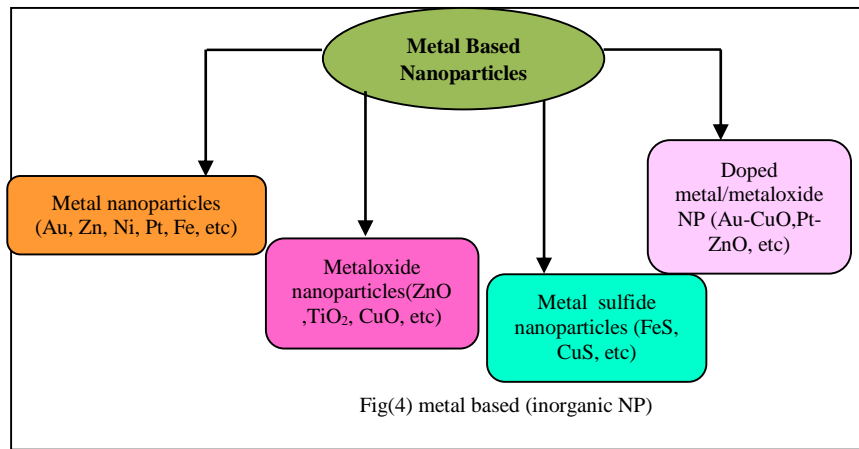 Metal Based
Nanoparticles
Metal nanoparticles
(Au, Zn, Ni, Pt, Fe, etc)
Metaloxide
nanoparticles(ZnO
,TiO₂, CuO, etc)
Metal sulfide
nanoparticles (FeS,
CuS, etc)
Doped
metal/metaloxide
NP (Au-CuO,Pt-
ZnO, etc)
Fig(4) metal based (inorganic NP)